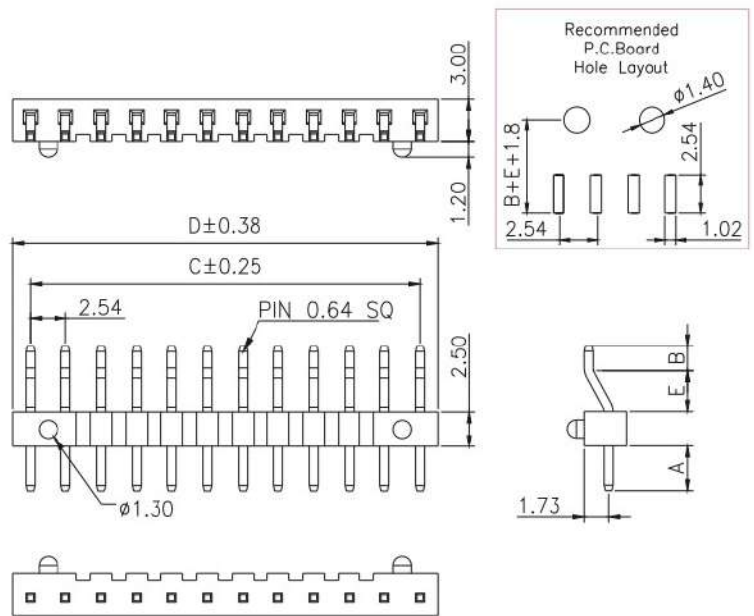 Recommended
P.C.Board
Hole Layout
ø1.40
B+E+1.8
2.54
2.54
1.02
3.00
1.20
D±0.38
C±0.25
2.54
PIN 0.64 SQ
2.50
ø1.30
B
E
A
1.73